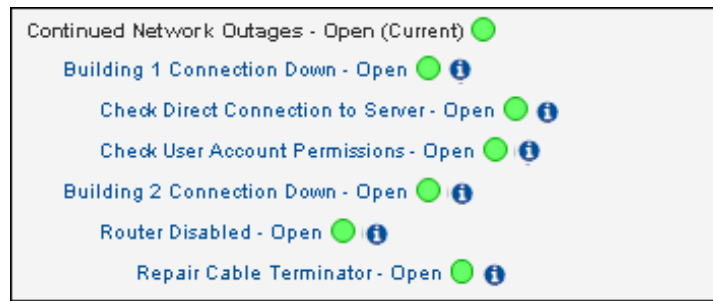 Continued Network Outages - Open (Current)
Building 1 Connection Down - Open
Check Direct Connection to Server - Open
Check User Account Permissions - Open
Building 2 Connection Down - Open
Router Disabled - Open
Repair Cable Terminator - Open